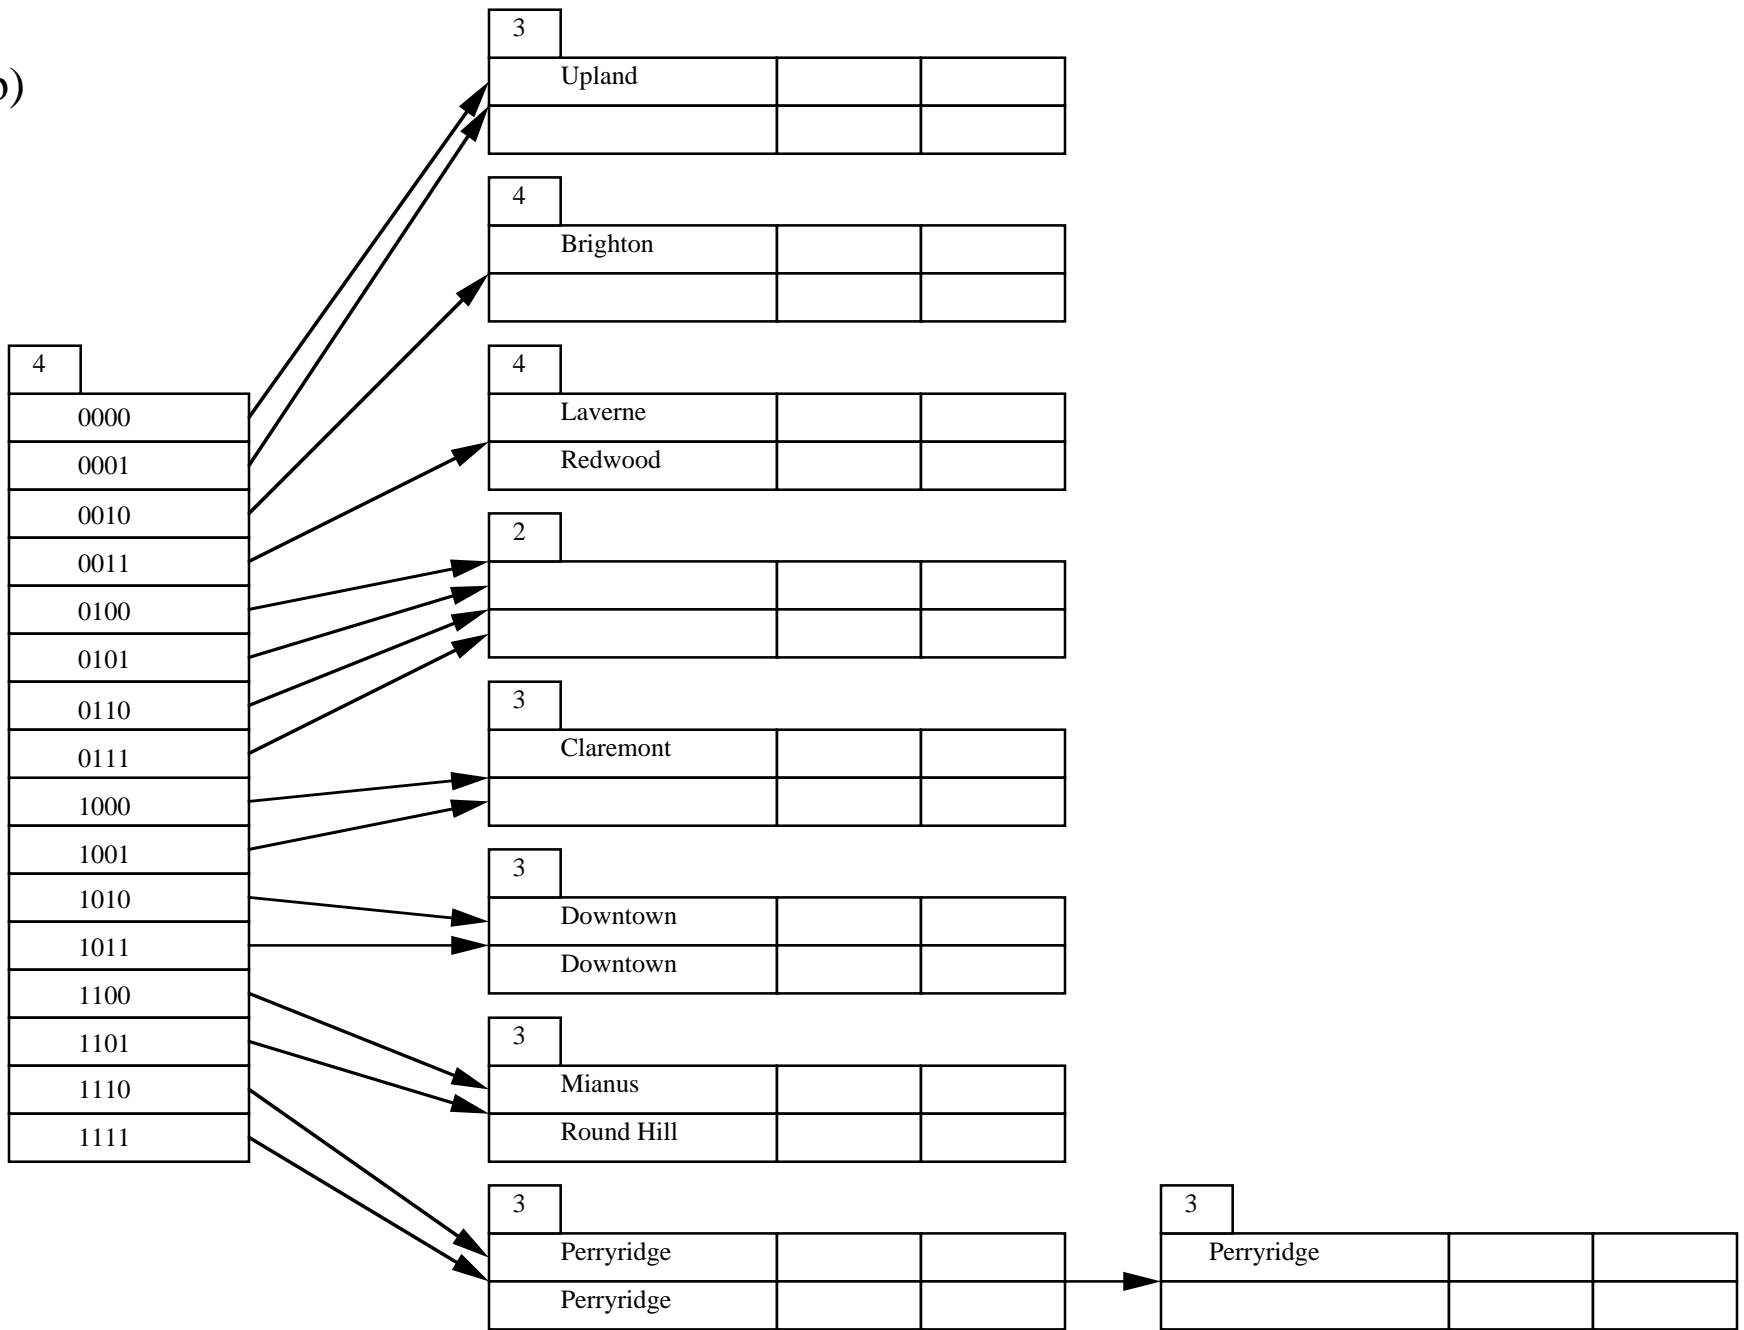 3
Upland
b)
4
Brighton
4
4
Laverne
0000
0001
Redwood
0010
2
0011
0100
0101
3
0110
Claremont
0111
1000
1001
3
1010
Downtown
1011
Downtown
1100
3
1101
Mianus
1110
Round Hill
1111
3
3
Perryridge
Perryridge
Perryridge